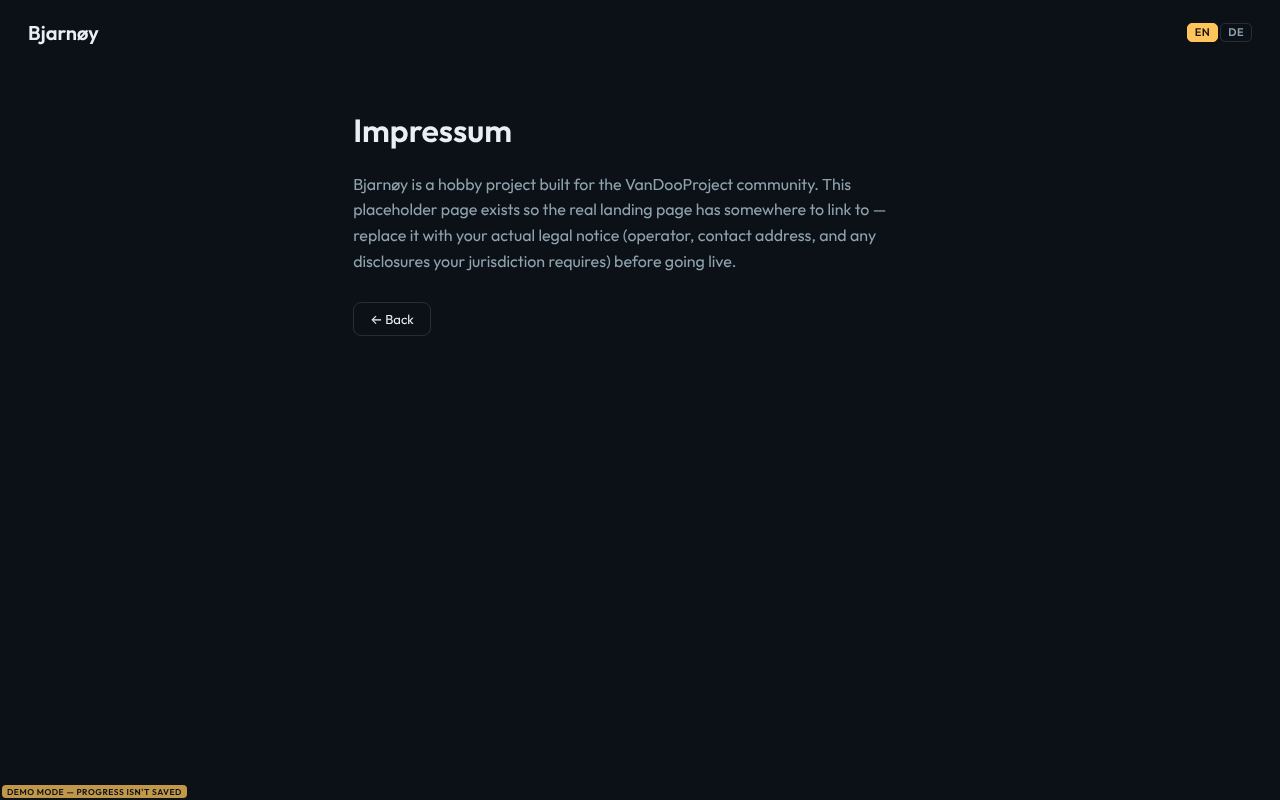 Bjarnøy
EN DE
Impressum
Bjarnøy is a hobby project built for the VanDooProject community. This
placeholder page exists so the real landing page has somewhere to link to —
replace it with your actual legal notice (operator, contact address, and any
disclosures your jurisdiction requires) before going live.
← Back
DEMO MODE — PROGRESS ISN'T SAVED